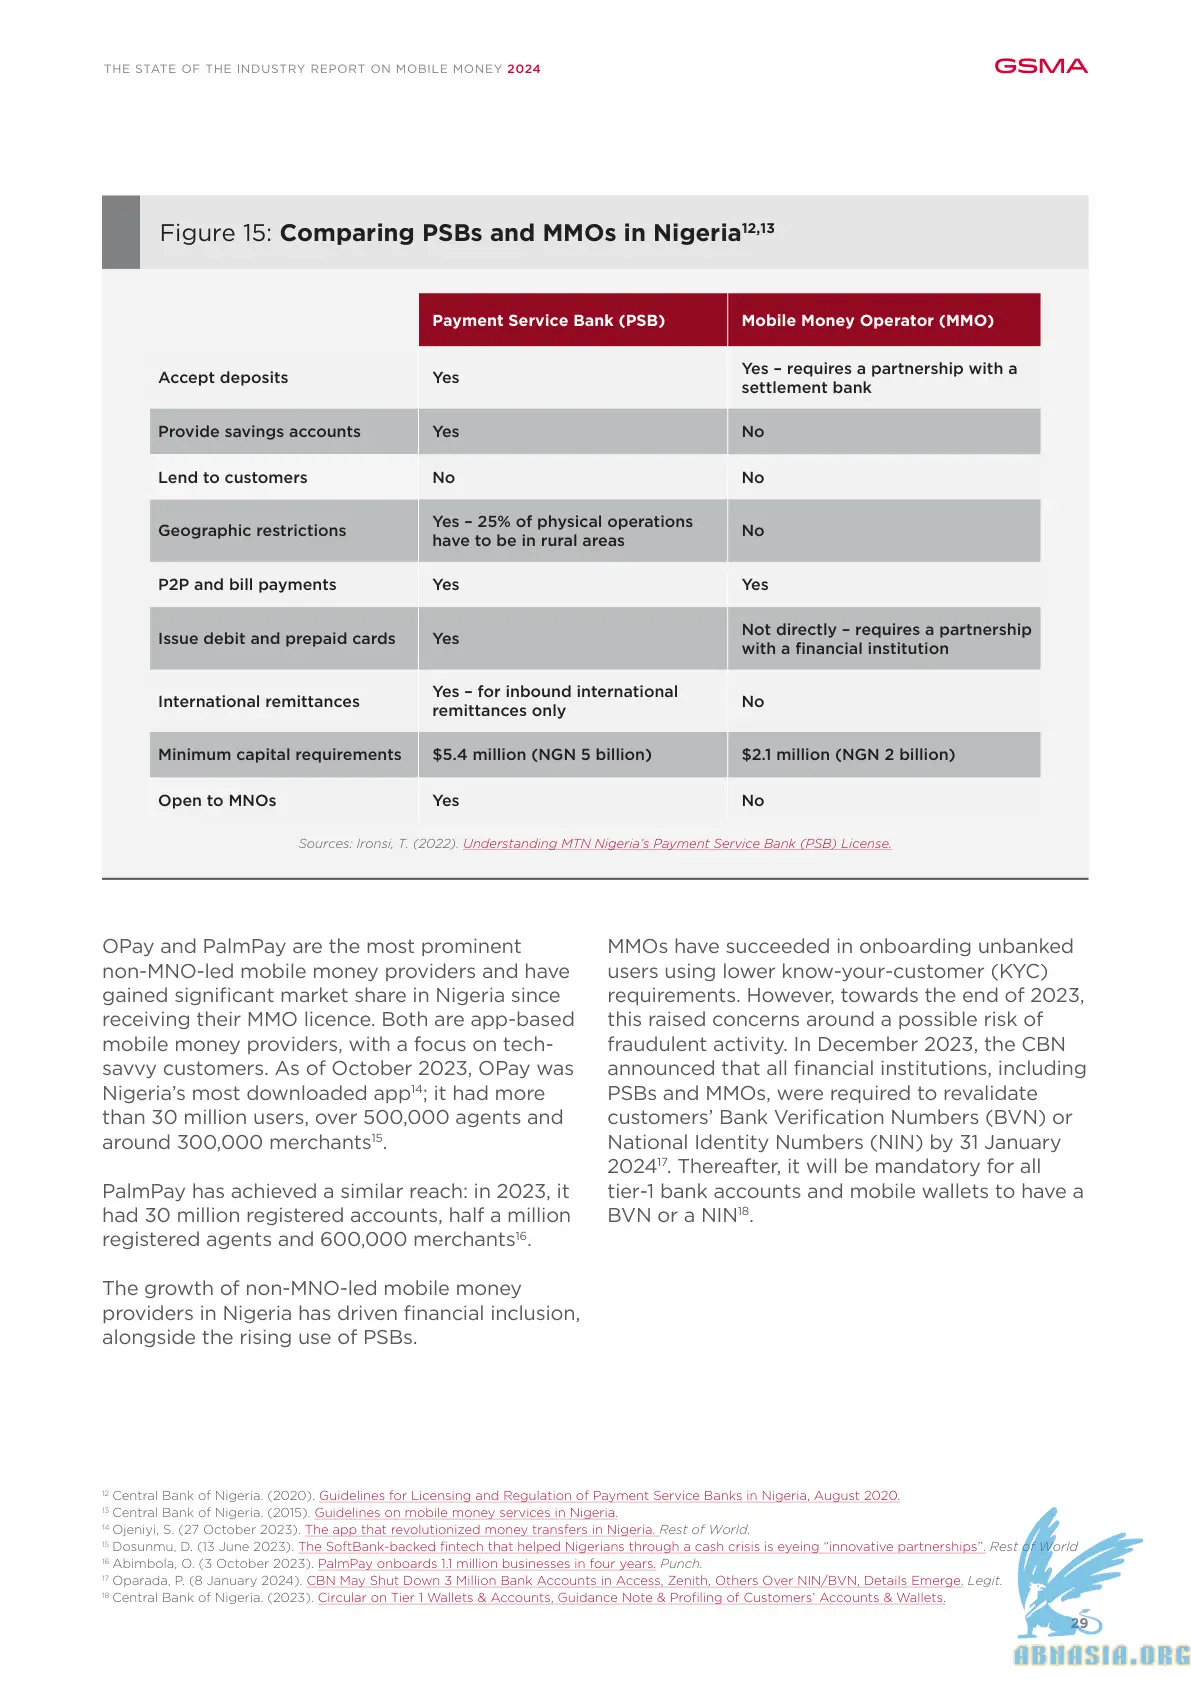 THE STATE OF THE INDUSTRY REPORT ON MOBILE MONEY 2024
GSMA
Figure 15: Comparing PSBs and MMOs in Nigeria12,13
Payment Service Bank (PSB)
Mobile Money Operator (MMO)
Accept deposits
Yes
Yes – requires a partnership with a
settlement bank
Provide savings accounts
Yes
No
Lend to customers
No
No
Geographic restrictions
Yes – 25% of physical operations
have to be in rural areas
No
P2P and bill payments
Yes
Yes
Issue debit and prepaid cards
Yes
Not directly – requires a partnership
with a financial institution
International remittances
Yes – for inbound international
remittances only
No
Minimum capital requirements
$5.4 million (NGN 5 billion)
$2.1 million (NGN 2 billion)
Open to MNOs
Yes
No
Sources: Ironsi, T. (2022). Understanding MTN Nigeria’s Payment Service Bank (PSB) License.
OPay and PalmPay are the most prominent
non-MNO-led mobile money providers and have
gained significant market share in Nigeria since
receiving their MMO licence. Both are app-based
mobile money providers, with a focus on tech-
savvy customers. As of October 2023, OPay was
Nigeria’s most downloaded app14; it had more
than 30 million users, over 500,000 agents and
around 300,000 merchants15.
PalmPay has achieved a similar reach: in 2023, it
had 30 million registered accounts, half a million
registered agents and 600,000 merchants16.
The growth of non-MNO-led mobile money
providers in Nigeria has driven financial inclusion,
alongside the rising use of PSBs.
MMOs have succeeded in onboarding unbanked
users using lower know-your-customer (KYC)
requirements. However, towards the end of 2023,
this raised concerns around a possible risk of
fraudulent activity. In December 2023, the CBN
announced that all financial institutions, including
PSBs and MMOs, were required to revalidate
customers’ Bank Verification Numbers (BVN) or
National Identity Numbers (NIN) by 31 January
202417. Thereafter, it will be mandatory for all
tier-1 bank accounts and mobile wallets to have a
BVN or a NIN18.
12 Central Bank of Nigeria. (2020). Guidelines for Licensing and Regulation of Payment Service Banks in Nigeria, August 2020.
13 Central Bank of Nigeria. (2015). Guidelines on mobile money services in Nigeria.
14 Ojeniyi, S. (27 October 2023). The app that revolutionized money transfers in Nigeria. Rest of World.
15 Dosunmu, D. (13 June 2023). The SoftBank-backed fintech that helped Nigerians through a cash crisis is eyeing “innovative partnerships”. Rest of World
16 Abimbola, O. (3 October 2023). PalmPay onboards 1.1 million businesses in four years. Punch.
17 Oparada, P. (8 January 2024). CBN May Shut Down 3 Million Bank Accounts in Access, Zenith, Others Over NIN/BVN, Details Emerge. Legit.
18 Central Bank of Nigeria. (2023). Circular on Tier 1 Wallets & Accounts, Guidance Note & Profiling of Customers’ Accounts & Wallets.
29
ABNASIA.ORG